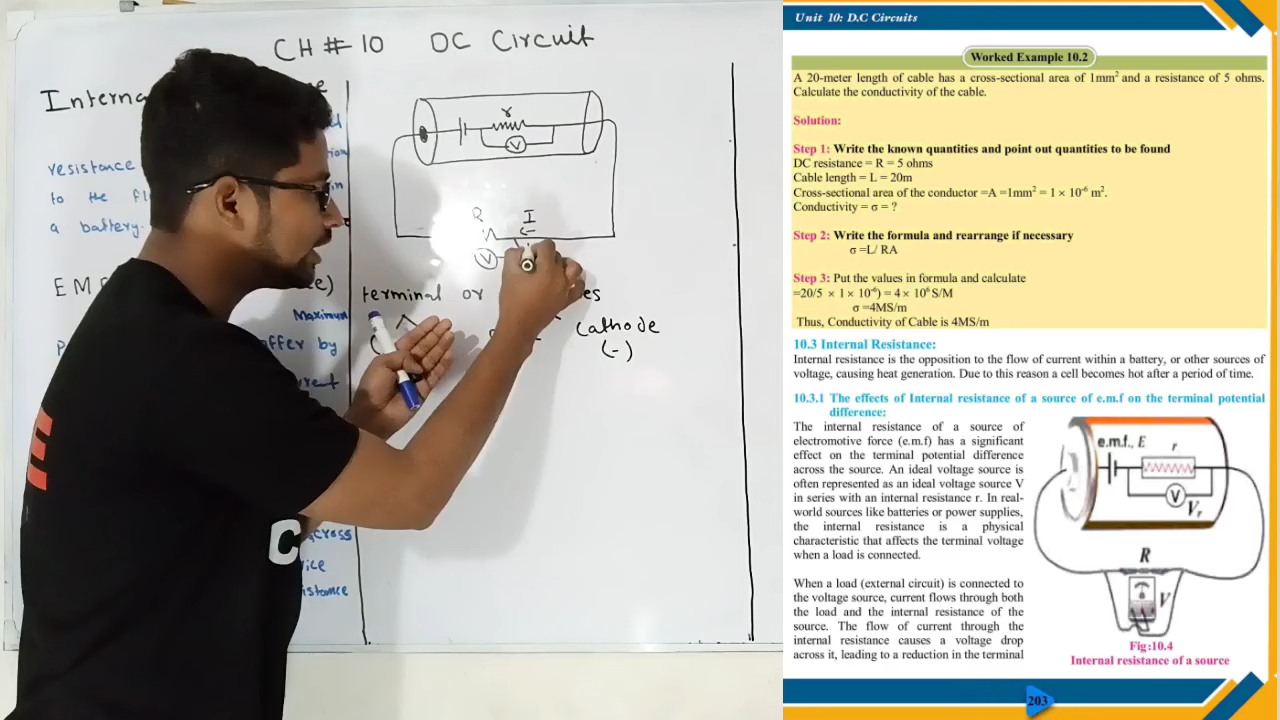 CH # 10 DC Circuit
Interna
resistance
to the fl
a battery.
EMF
Maximum
offer by
terminal or
Cathode
(-)
r
V
R
I
V
E
C
Unit 10: D.C Circuits
Worked Example 10.2
A 20-meter length of cable has a cross-sectional area of 1mm² and a resistance of 5 ohms.
Calculate the conductivity of the cable.
Solution:
Step 1: Write the known quantities and point out quantities to be found
DC resistance = R = 5 ohms
Cable length = L = 20m
Cross-sectional area of the conductor =A =1mm² = 1 × 10⁻⁶ m².
Conductivity = σ = ?
Step 2: Write the formula and rearrange if necessary
σ =L/ RA
Step 3: Put the values in formula and calculate
=20/5 × 1 × 10⁻⁶) = 4 × 10⁶ S/M
σ =4MS/m
Thus, Conductivity of Cable is 4MS/m
10.3 Internal Resistance:
Internal resistance is the opposition to the flow of current within a battery, or other sources of
voltage, causing heat generation. Due to this reason a cell becomes hot after a period of time.
10.3.1 The effects of Internal resistance of a source of e.m.f on the terminal potential
difference:
The internal resistance of a source of
electromotive force (e.m.f) has a significant
effect on the terminal potential difference
across the source. An ideal voltage source is
often represented as an ideal voltage source V
in series with an internal resistance r. In real-
world sources like batteries or power supplies,
the internal resistance is a physical
characteristic that affects the terminal voltage
when a load is connected.
When a load (external circuit) is connected to
the voltage source, current flows through both
the load and the internal resistance of the
source. The flow of current through the
internal resistance causes a voltage drop
across it, leading to a reduction in the terminal
e.m.f., E
r
V
Vr
R
V
Fig:10.4
Internal resistance of a source
203